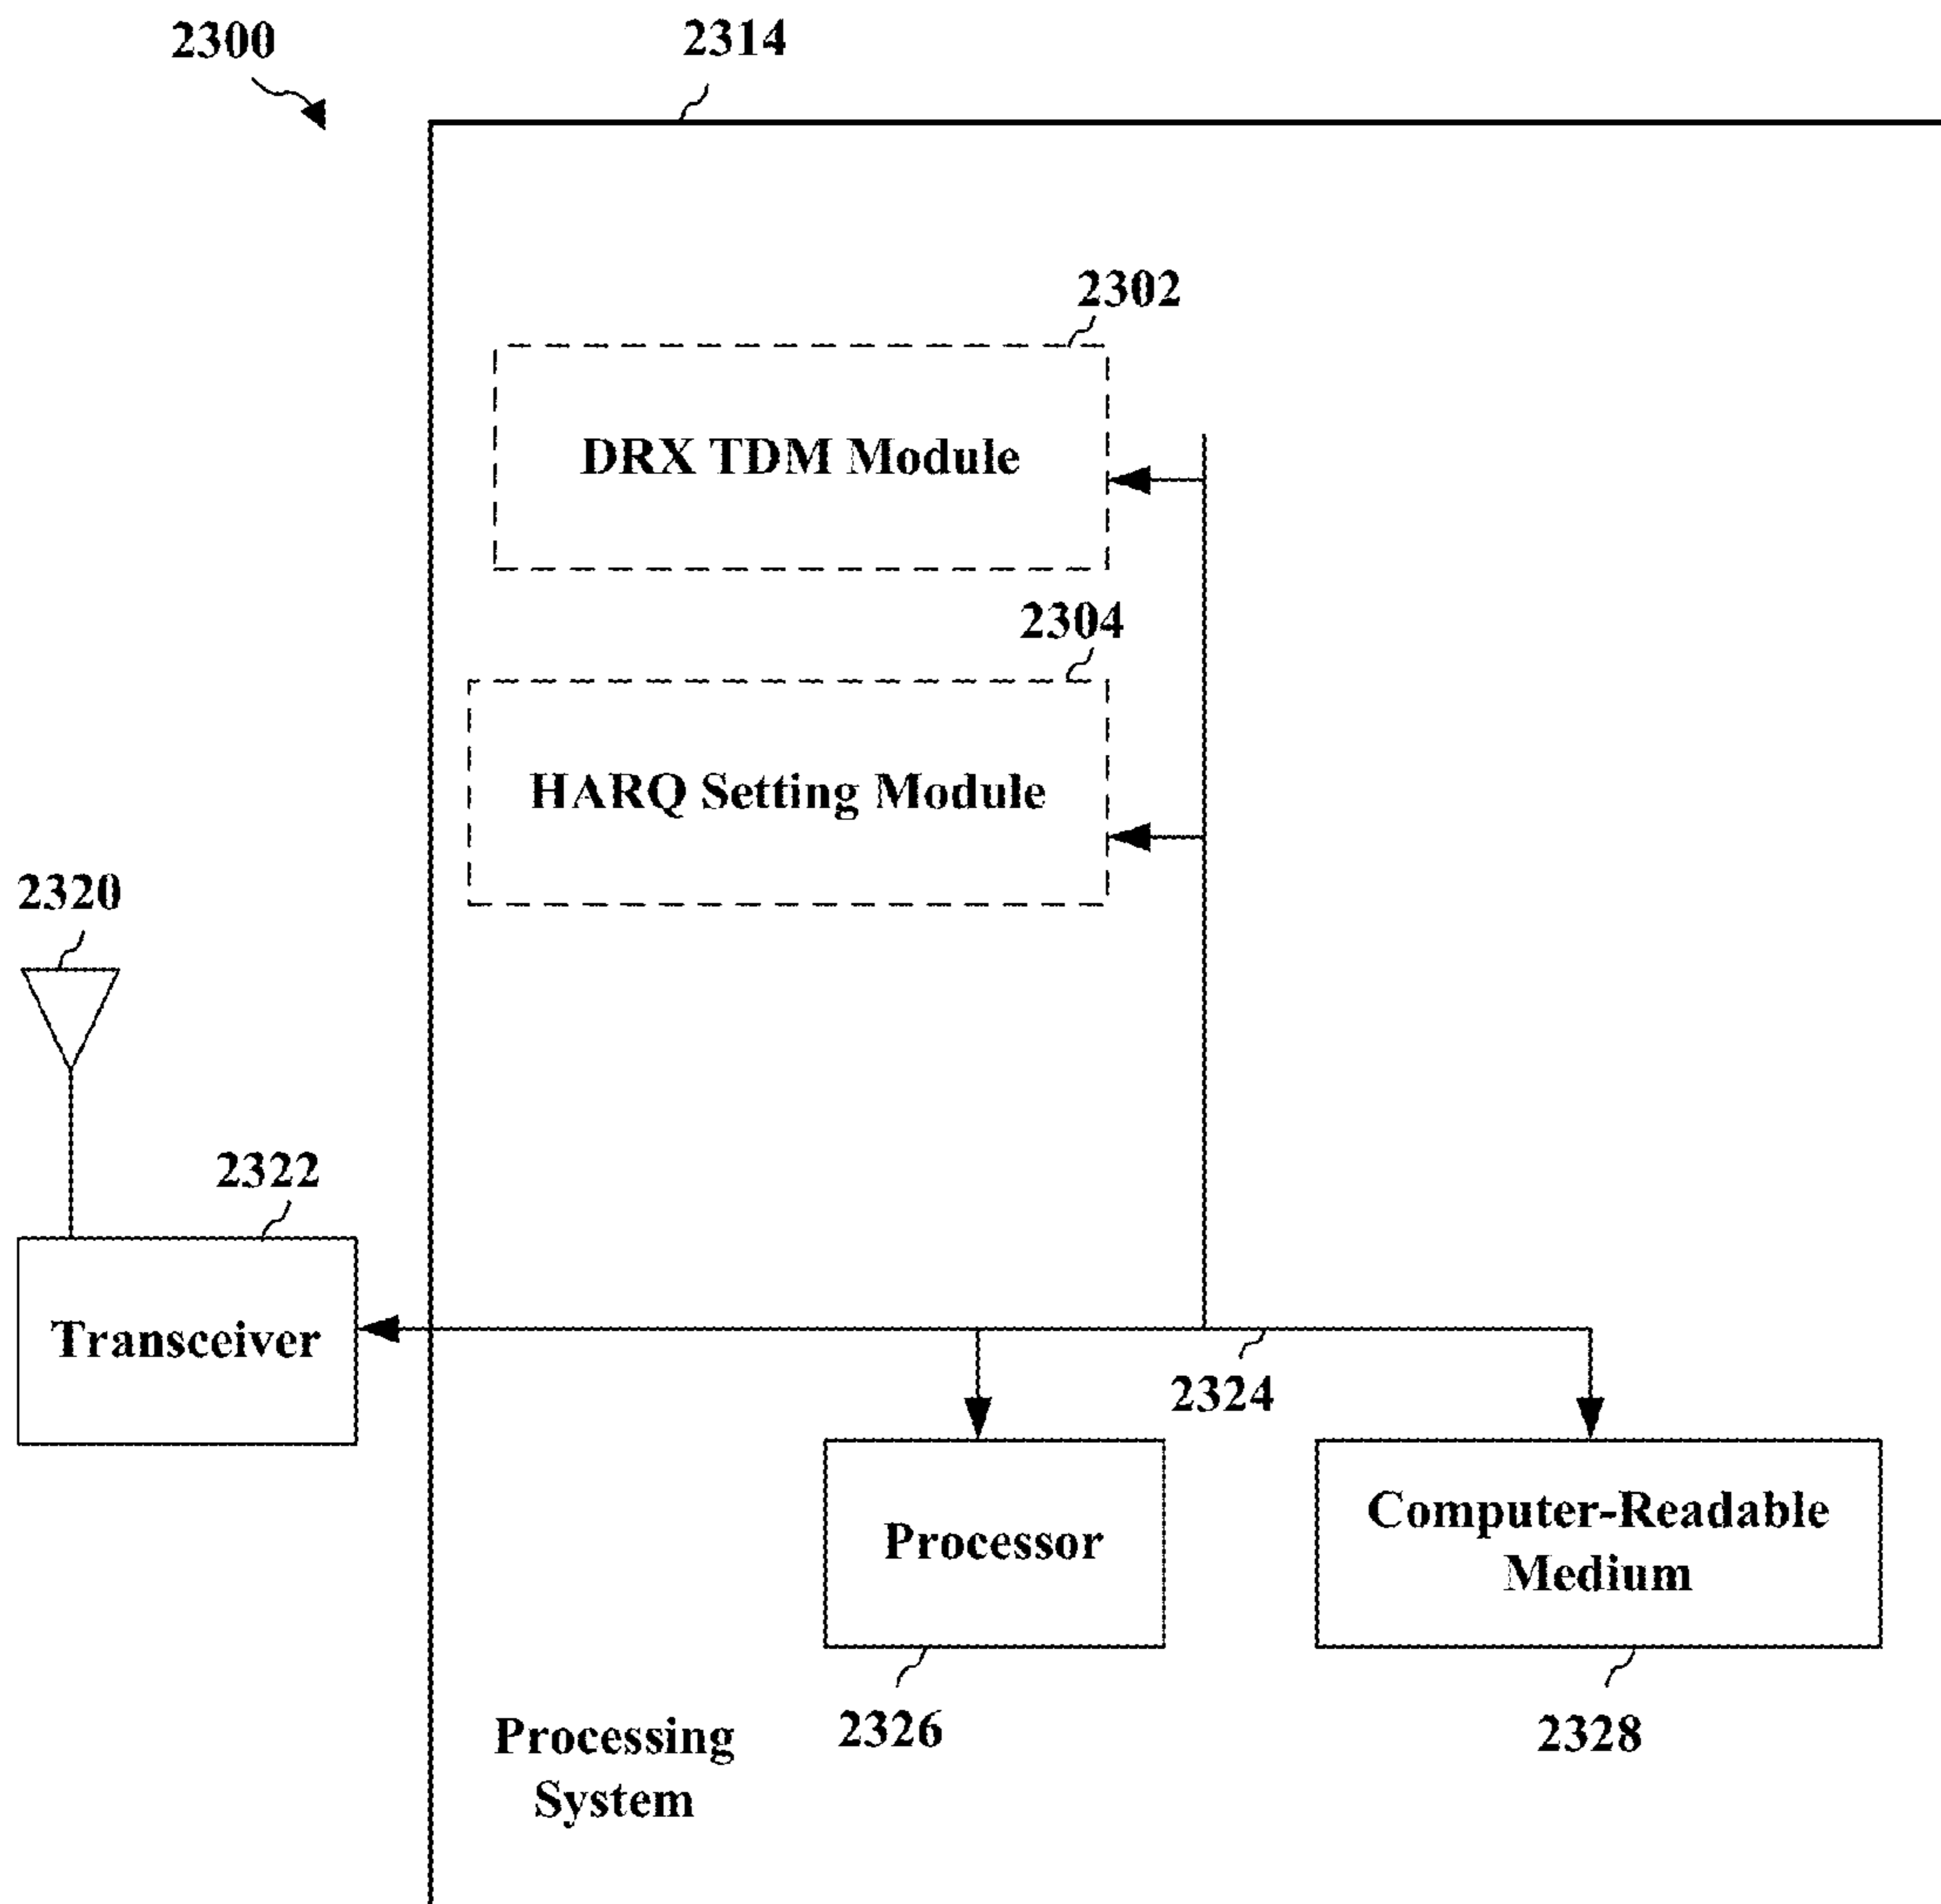 2300
2314
2302
DRX TDM Module
2304
HARQ Setting Module
2320
2322
Transceiver
2324
Processor
Computer-Readable
Medium
2326
2328
Processing
System